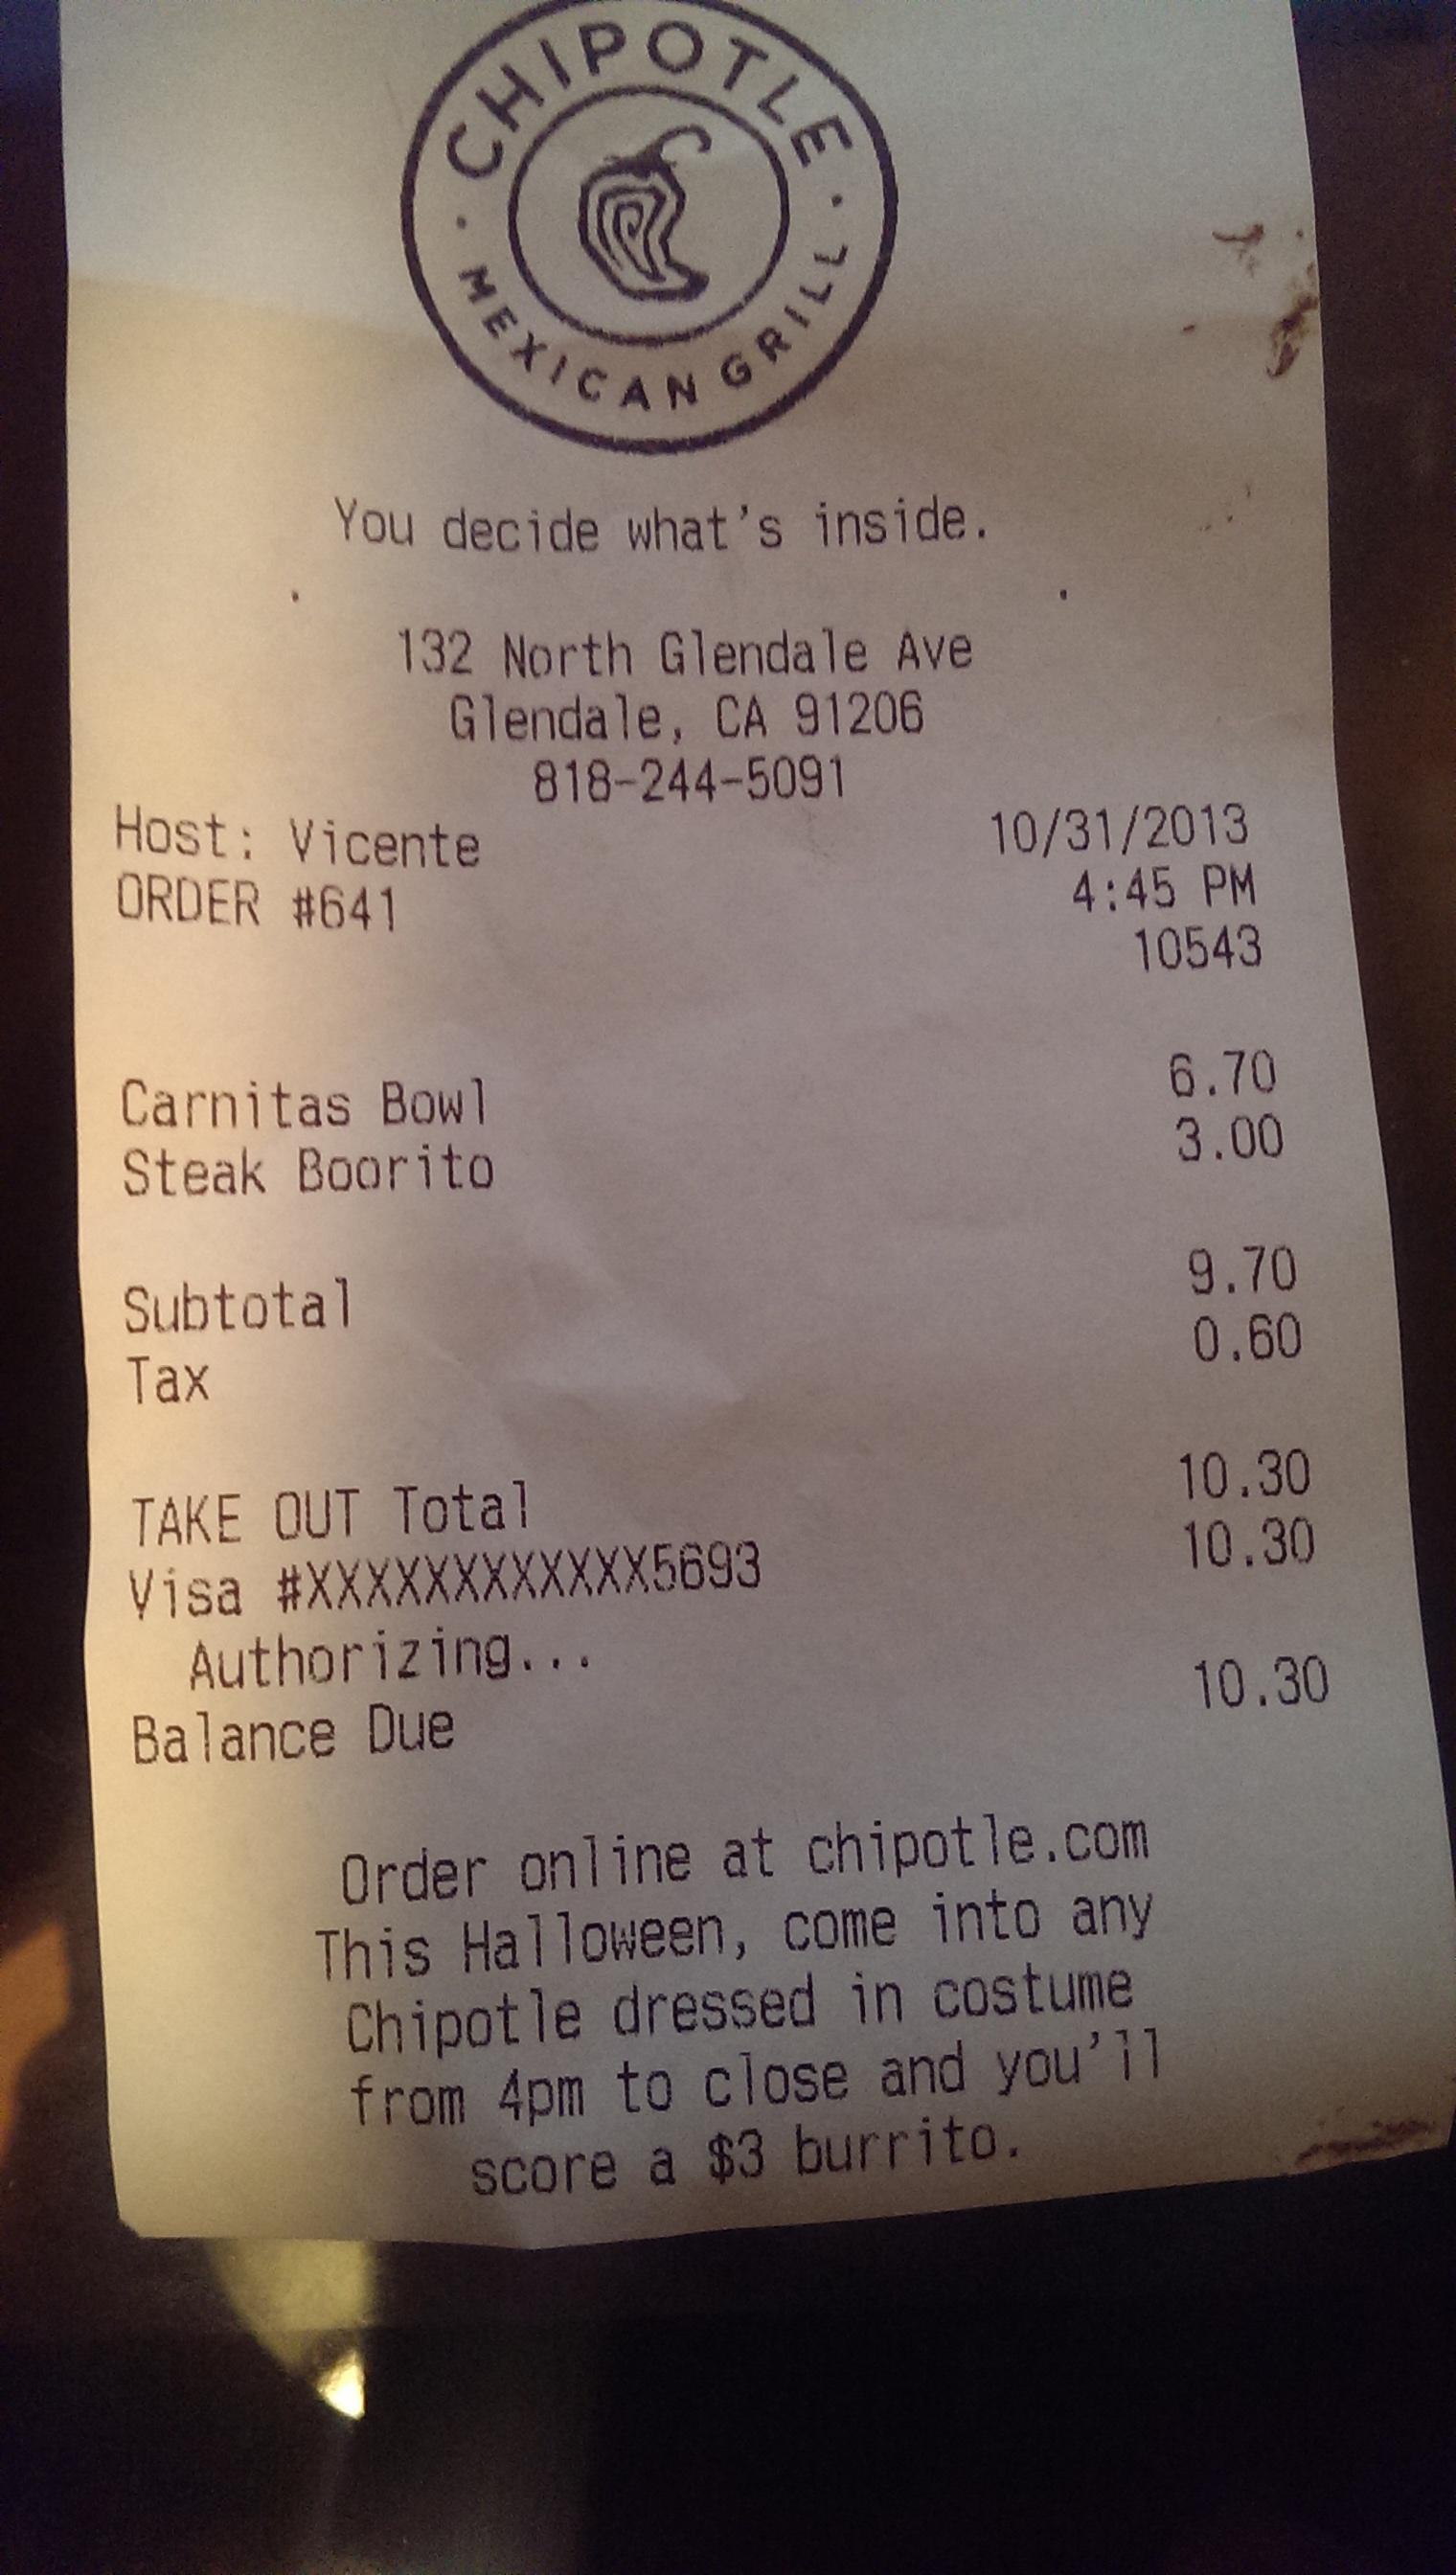 CHIPOTLE
MEXICAN GRILL
You decide what's inside.
132 North Glendale Ave
Glendale, CA 91206
818-244-5091
Host: Vicente 10/31/2013
ORDER #641 4:45 PM
10543
Carnitas Bowl 6.70
Steak Boorito 3.00
Subtotal 9.70
Tax 0.60
TAKE OUT Total 10.30
Visa #XXXXXXXXXXXX5693 10.30
Authorizing...
Balance Due 10.30
Order online at chipotle.com
This Halloween, come into any
Chipotle dressed in costume
from 4pm to close and you'll
score a $3 burrito.